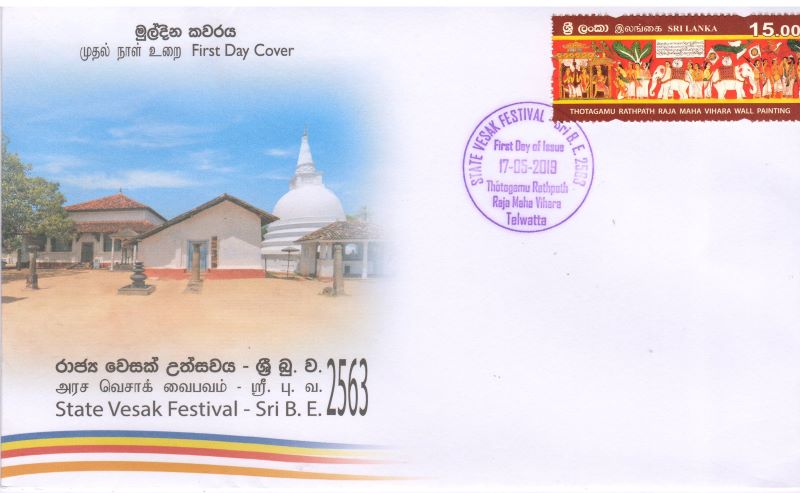 මුල්දින කවරය
முதல் நாள் உறை First Day Cover
ශ්‍රී ලංකා இலங்கை SRI LANKA 15.00
THOTAGAMU RATHPATH RAJA MAHA VIHARA WALL PAINTING
STATE VESAK FESTIVAL - Sri B. E. 2563
First Day of Issue
17-05-2019
Thotagamu Rathpath
Raja Maha Vihara
Telwatta
රාජ්‍ය වෙසක් උත්සවය - ශ්‍රී බු. ව.
அரச வெசாக் வைபவம் - ஸ்ரீ. பு. வ.
State Vesak Festival - Sri B. E. 2563